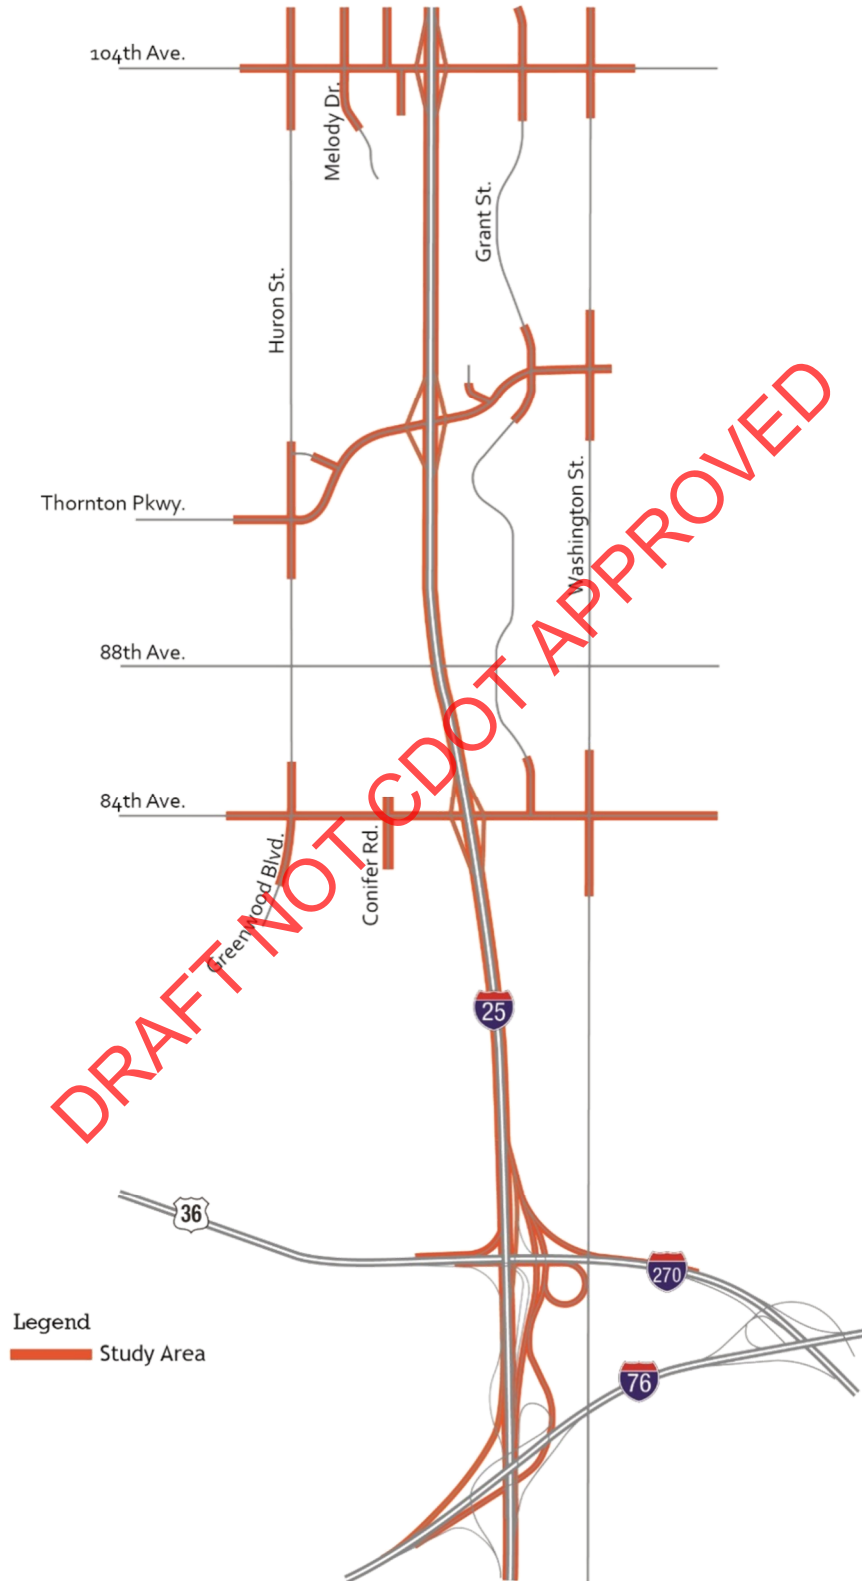 104th Ave.
Melody Dr.
Grant St.
Huron St.
Thornton Pkwy.
Washington St.
88th Ave.
84th Ave.
Greenwood Blvd.
Conifer Rd.
DRAFT NOT CDOT APPROVED
25
36
270
Legend
Study Area
76